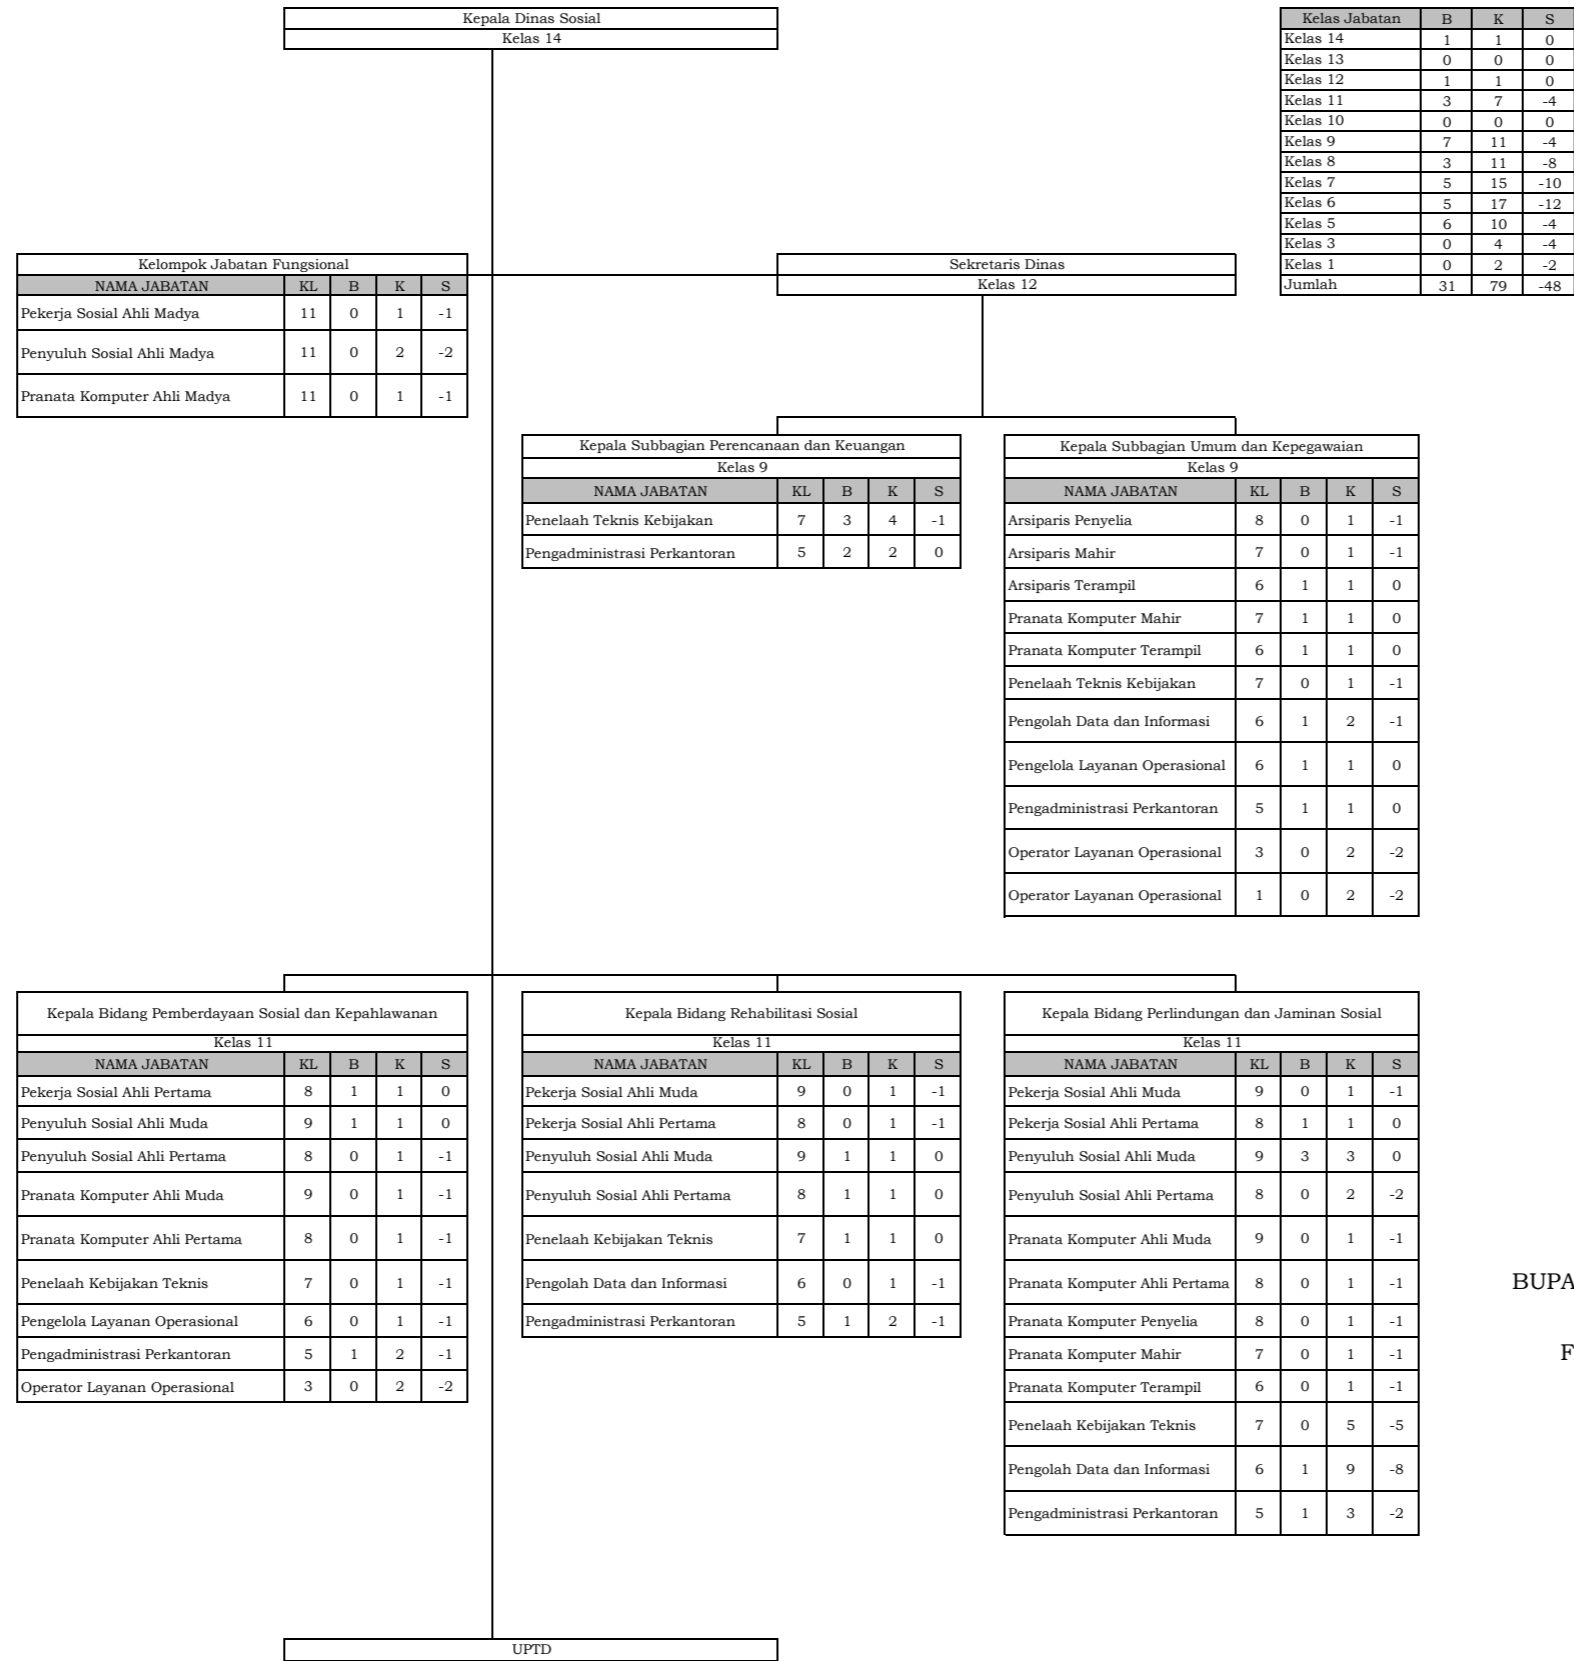 Kepala Dinas Sosial
Kelas 14
Kelas Jabatan B K S
Kelas 14 1 1 0
Kelas 13 0 0 0
Kelas 12 1 1 0
Kelas 11 3 7 -4
Kelas 10 0 0 0
Kelas 9 7 11 -4
Kelas 8 3 11 -8
Kelas 7 5 15 -10
Kelas 6 5 17 -12
Kelas 5 6 10 -4
Kelas 3 0 4 -4
Kelas 1 0 2 -2
Jumlah 31 79 -48
Kelompok Jabatan Fungsional
NAMA JABATAN KL B K S
Pekerja Sosial Ahli Madya 11 0 1 -1
Penyuluh Sosial Ahli Madya 11 0 2 -2
Pranata Komputer Ahli Madya 11 0 1 -1
Sekretaris Dinas
Kelas 12
Kepala Subbagian Perencanaan dan Keuangan
Kelas 9
NAMA JABATAN KL B K S
Penelaah Teknis Kebijakan 7 3 4 -1
Pengadministrasi Perkantoran 5 2 2 0
Kepala Subbagian Umum dan Kepegawaian
Kelas 9
NAMA JABATAN KL B K S
Arsiparis Penyelia 8 0 1 -1
Arsiparis Mahir 7 0 1 -1
Arsiparis Terampil 6 1 1 0
Pranata Komputer Mahir 7 1 1 0
Pranata Komputer Terampil 6 1 1 0
Penelaah Teknis Kebijakan 7 0 1 -1
Pengolah Data dan Informasi 6 1 2 -1
Pengelola Layanan Operasional 6 1 1 0
Pengadministrasi Perkantoran 5 1 1 0
Operator Layanan Operasional 3 0 2 -2
Operator Layanan Operasional 1 0 2 -2
Kepala Bidang Pemberdayaan Sosial dan Kepahlawanan
Kelas 11
NAMA JABATAN KL B K S
Pekerja Sosial Ahli Pertama 8 1 1 0
Penyuluh Sosial Ahli Muda 9 1 1 0
Penyuluh Sosial Ahli Pertama 8 0 1 -1
Pranata Komputer Ahli Muda 9 0 1 -1
Pranata Komputer Ahli Pertama 8 0 1 -1
Penelaah Kebijakan Teknis 7 0 1 -1
Pengelola Layanan Operasional 6 0 1 -1
Pengadministrasi Perkantoran 5 1 2 -1
Operator Layanan Operasional 3 0 2 -2
Kepala Bidang Rehabilitasi Sosial
Kelas 11
NAMA JABATAN KL B K S
Pekerja Sosial Ahli Muda 9 0 1 -1
Pekerja Sosial Ahli Pertama 8 0 1 -1
Penyuluh Sosial Ahli Muda 9 1 1 0
Penyuluh Sosial Ahli Pertama 8 1 1 0
Penelaah Kebijakan Teknis 7 1 1 0
Pengolah Data dan Informasi 6 0 1 -1
Pengadministrasi Perkantoran 5 1 2 -1
Kepala Bidang Perlindungan dan Jaminan Sosial
Kelas 11
NAMA JABATAN KL B K S
Pekerja Sosial Ahli Muda 9 0 1 -1
Pekerja Sosial Ahli Pertama 8 1 1 0
Penyuluh Sosial Ahli Muda 9 3 3 0
Penyuluh Sosial Ahli Pertama 8 0 2 -2
Pranata Komputer Ahli Muda 9 0 1 -1
Pranata Komputer Ahli Pertama 8 0 1 -1
Pranata Komputer Penyelia 8 0 1 -1
Pranata Komputer Mahir 7 0 1 -1
Pranata Komputer Terampil 6 0 1 -1
Penelaah Kebijakan Teknis 7 0 5 -5
Pengolah Data dan Informasi 6 1 9 -8
Pengadministrasi Perkantoran 5 1 3 -2
BUPA
F
UPTD